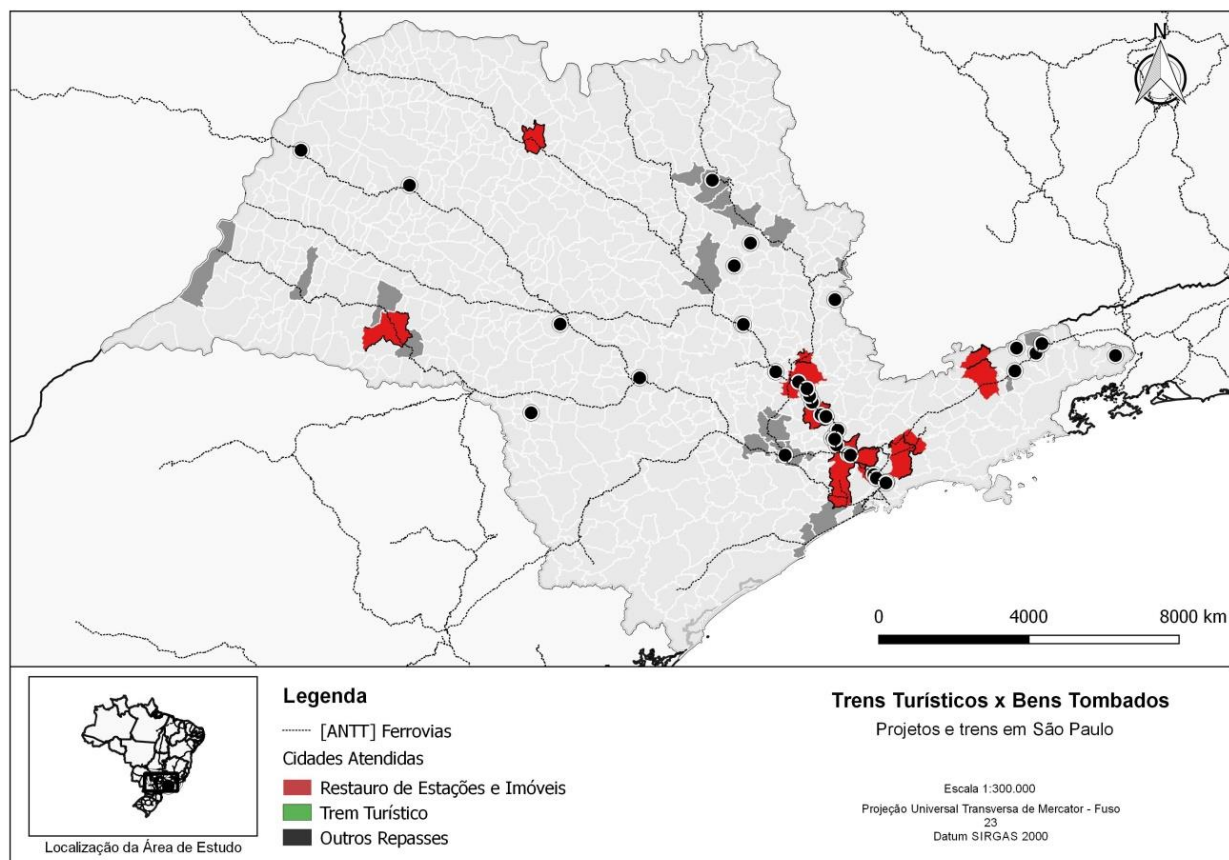 N
0 4000 8000 km
Localização da Área de Estudo
Legenda
[ANTT] Ferrovias
Cidades Atendidas
Restauro de Estações e Imóveis
Trem Turístico
Outros Repasses
Trens Turísticos x Bens Tombados
Projetos e trens em São Paulo
Escala 1:300.000
Projeção Universal Transversa de Mercator - Fuso
23
Datum SIRGAS 2000